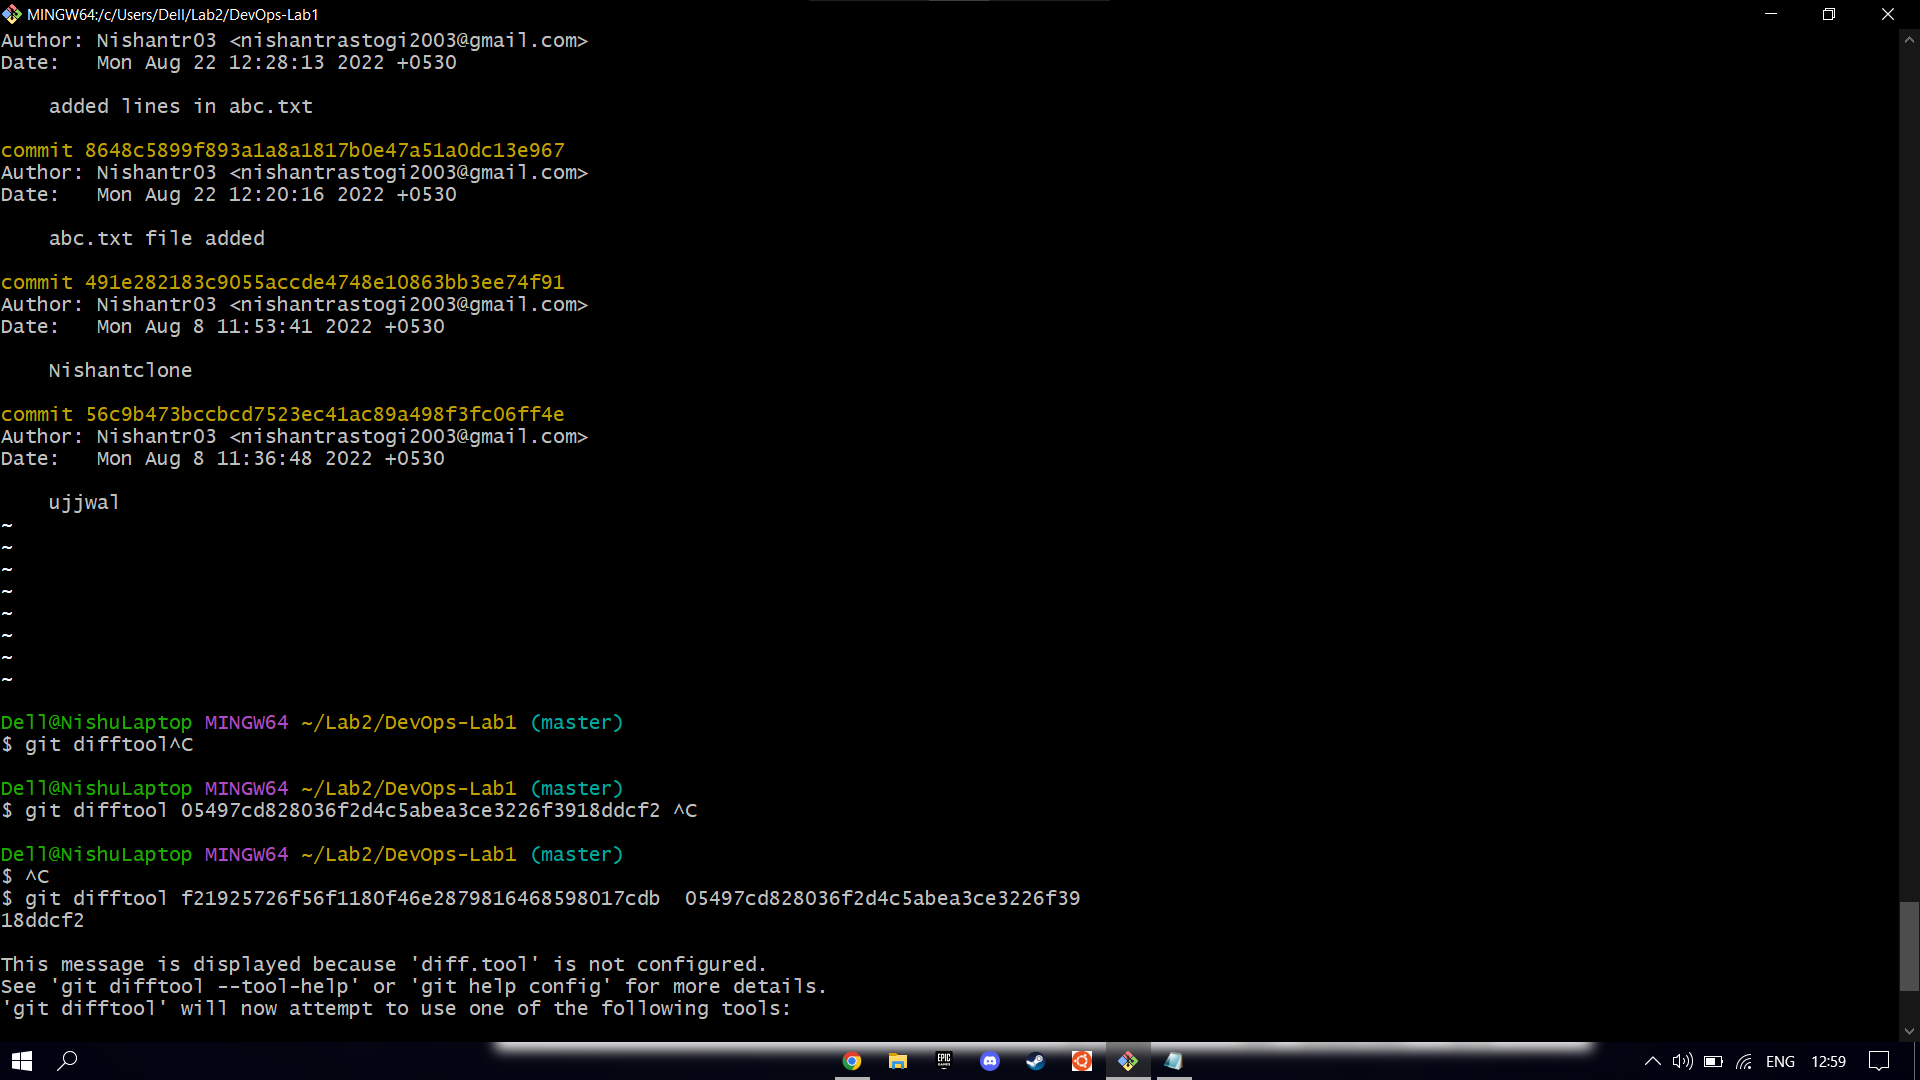 MINGW64:/c/Users/Dell/Lab2/DevOps-Lab1
Author: Nishantr03 <nishantrastogi2003@gmail.com>
Date:   Mon Aug 22 12:28:13 2022 +0530
    added lines in abc.txt
commit 8648c5899f893a1a8a1817b0e47a51a0dc13e967
Author: Nishantr03 <nishantrastogi2003@gmail.com>
Date:   Mon Aug 22 12:20:16 2022 +0530
    abc.txt file added
commit 491e282183c9055accde4748e10863bb3ee74f91
Author: Nishantr03 <nishantrastogi2003@gmail.com>
Date:   Mon Aug 8 11:53:41 2022 +0530
    Nishantclone
commit 56c9b473bccbcd7523ec41ac89a498f3fc06ff4e
Author: Nishantr03 <nishantrastogi2003@gmail.com>
Date:   Mon Aug 8 11:36:48 2022 +0530
    ujjwal
~
~
~
~
~
~
~
~
Dell@NishuLaptop MINGW64 ~/Lab2/DevOps-Lab1 (master)
$ git difftool^C
Dell@NishuLaptop MINGW64 ~/Lab2/DevOps-Lab1 (master)
$ git difftool 05497cd828036f2d4c5abea3ce3226f3918ddcf2 ^C
Dell@NishuLaptop MINGW64 ~/Lab2/DevOps-Lab1 (master)
$ ^C
$ git difftool f21925726f56f1180f46e2879816468598017cdb  05497cd828036f2d4c5abea3ce3226f39
18ddcf2
This message is displayed because 'diff.tool' is not configured.
See 'git difftool --tool-help' or 'git help config' for more details.
'git difftool' will now attempt to use one of the following tools:
EPIC
GAMES
ENG
12:59